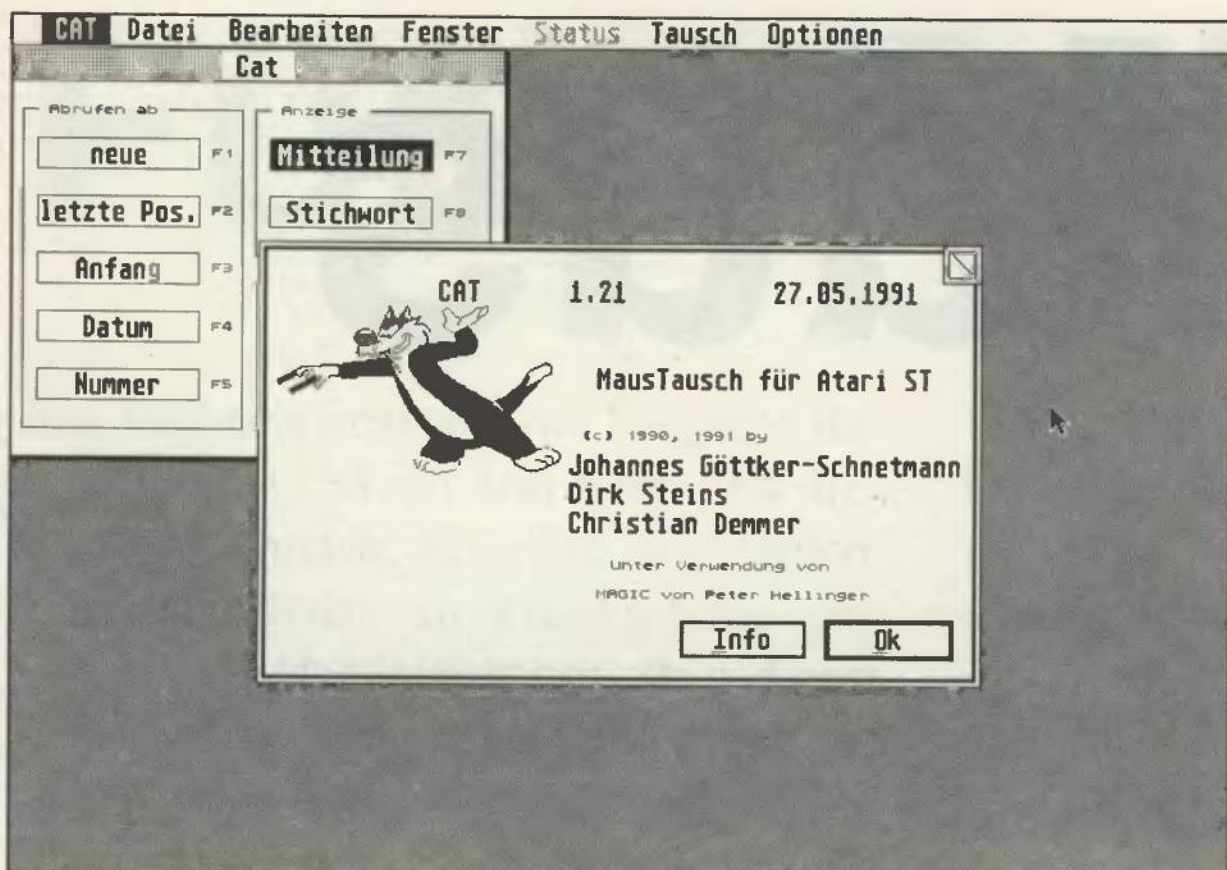 CAT Datei Bearbeiten Fenster Status Tausch Optionen
Cat
Abrufen ab
neue F1
letzte Pos. F2
Anfang F3
Datum F4
Nummer F5
Anzeige
Mitteilung F7
Stichwort F8
CAT 1.21 27.05.1991
MausTausch für Atari ST
(c) 1990, 1991 by
Johannes Göttker-Schnetmann
Dirk Steins
Christian Demmer
Unter Verwendung von
MAGIC von Peter Hellinger
Info Ok